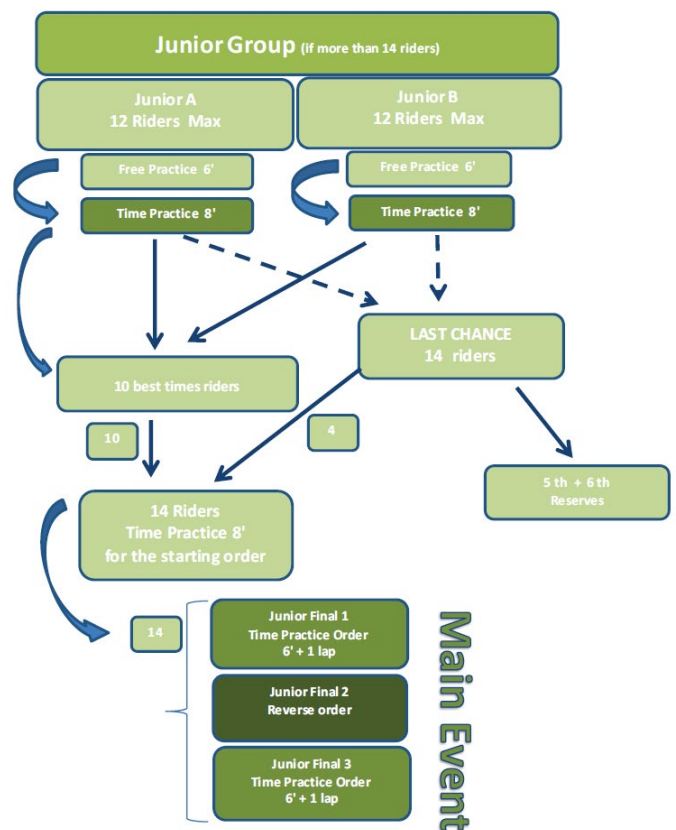 Junior Group (if more than 14 riders)
Junior A
12 Riders Max
Junior B
12 Riders Max
Free Practice 6'
Free Practice 6'
Time Practice 8'
Time Practice 8'
LAST CHANCE
14 riders
10 best times riders
10
4
5 th + 6 th
Reserves
14 Riders
Time Practice 8'
for the starting order
14
Junior Final 1
Time Practice Order
6' + 1 lap
Junior Final 2
Reverse order
Junior Final 3
Time Practice Order
6' + 1 lap
Main Event